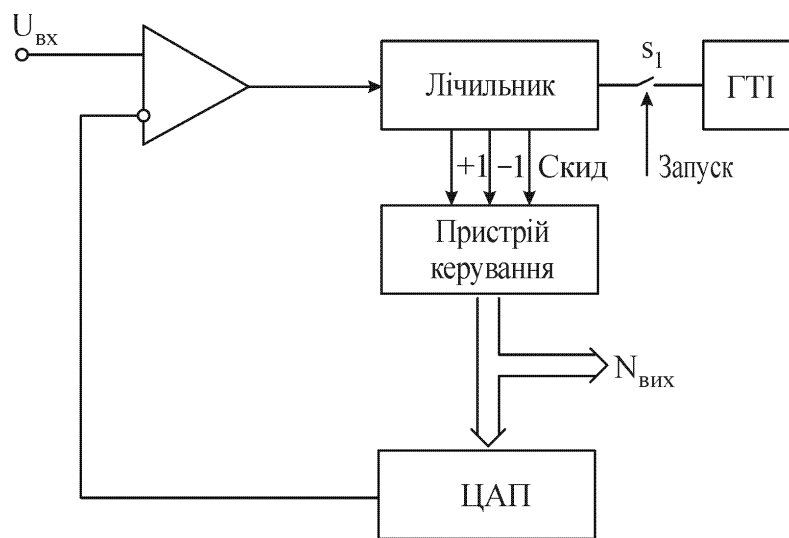 Uвх
Лічильник
s1
ГТІ
+1 −1 Скид
Запуск
Пристрій
керування
Nвих
ЦАП